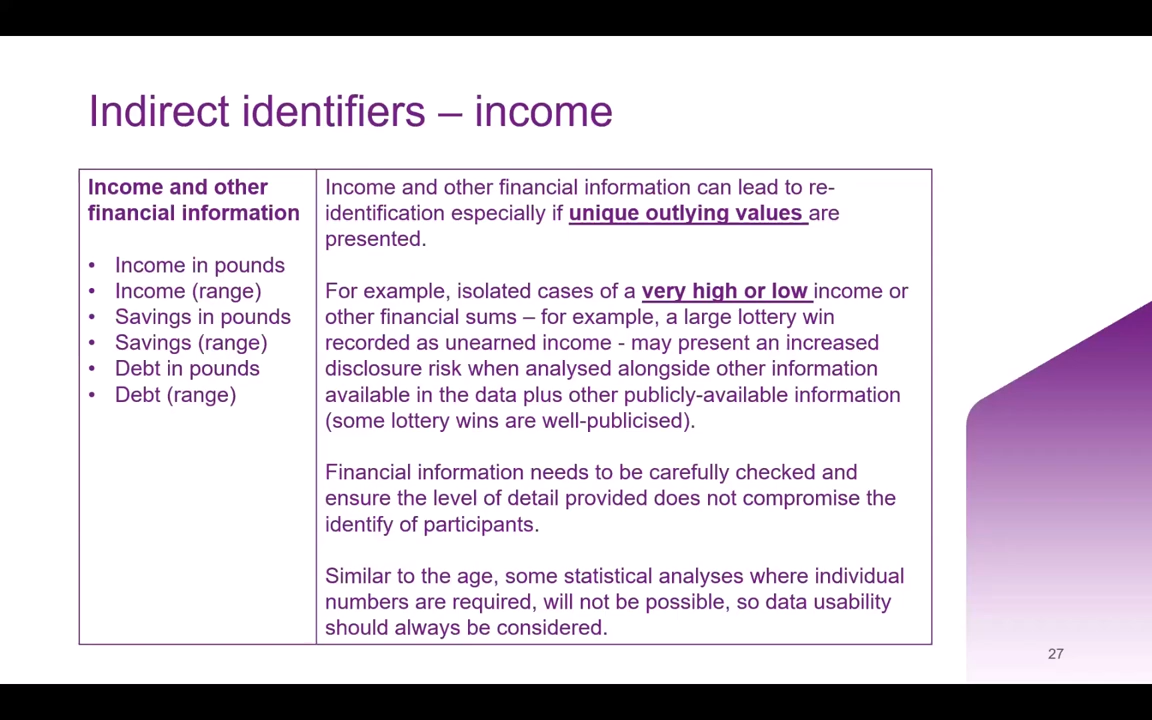 Indirect identifiers – income
Income and other
financial information
• Income in pounds
• Income (range)
• Savings in pounds
• Savings (range)
• Debt in pounds
• Debt (range)
Income and other financial information can lead to re-
identification especially if unique outlying values are
presented.
For example, isolated cases of a very high or low income or
other financial sums – for example, a large lottery win
recorded as unearned income - may present an increased
disclosure risk when analysed alongside other information
available in the data plus other publicly-available information
(some lottery wins are well-publicised).
Financial information needs to be carefully checked and
ensure the level of detail provided does not compromise the
identify of participants.
Similar to the age, some statistical analyses where individual
numbers are required, will not be possible, so data usability
should always be considered.
27